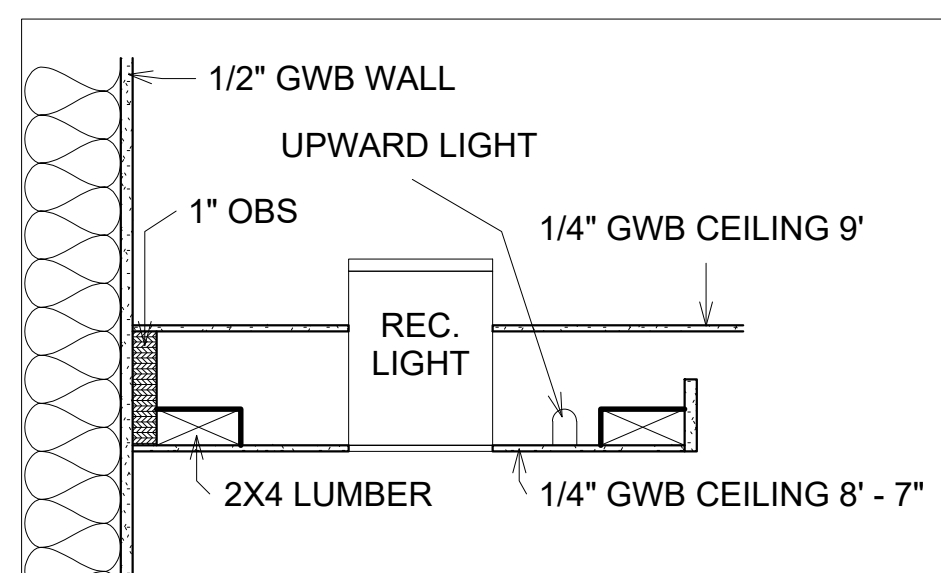 1/2" GWB WALL
UPWARD LIGHT
1" OBS
1/4" GWB CEILING 9'
REC.
LIGHT
2X4 LUMBER
1/4" GWB CEILING 8' - 7"